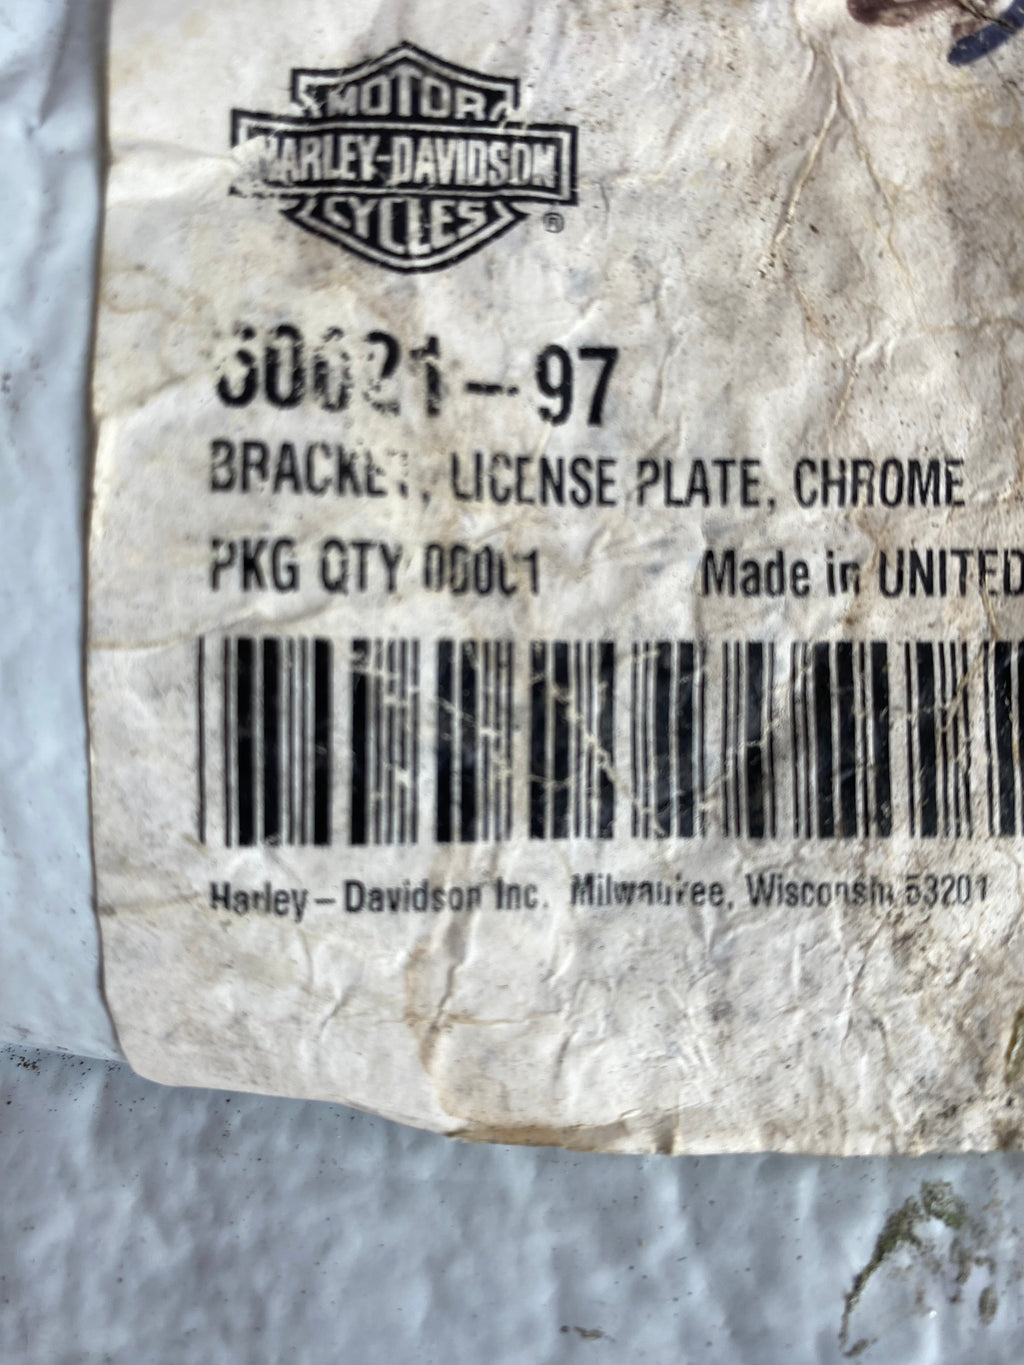 MOTOR
HARLEY-DAVIDSON
CYCLES ®
60021-97
BRACKET, LICENSE PLATE, CHROME
PKG QTY 00001 Made in UNITED
Harley-Davidson Inc. Milwaukee, Wisconsin 53201